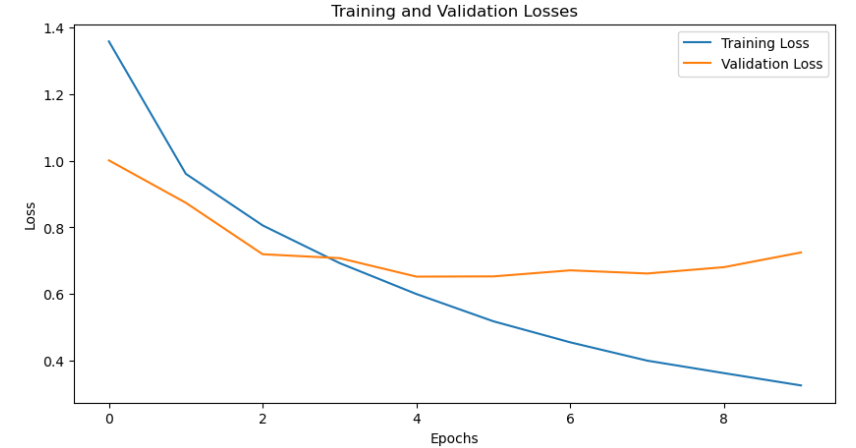 Training and Validation Losses
1.4
1.2
1.0
0.8
0.6
0.4
Loss
Training Loss
Validation Loss
0 2 4 6 8
Epochs